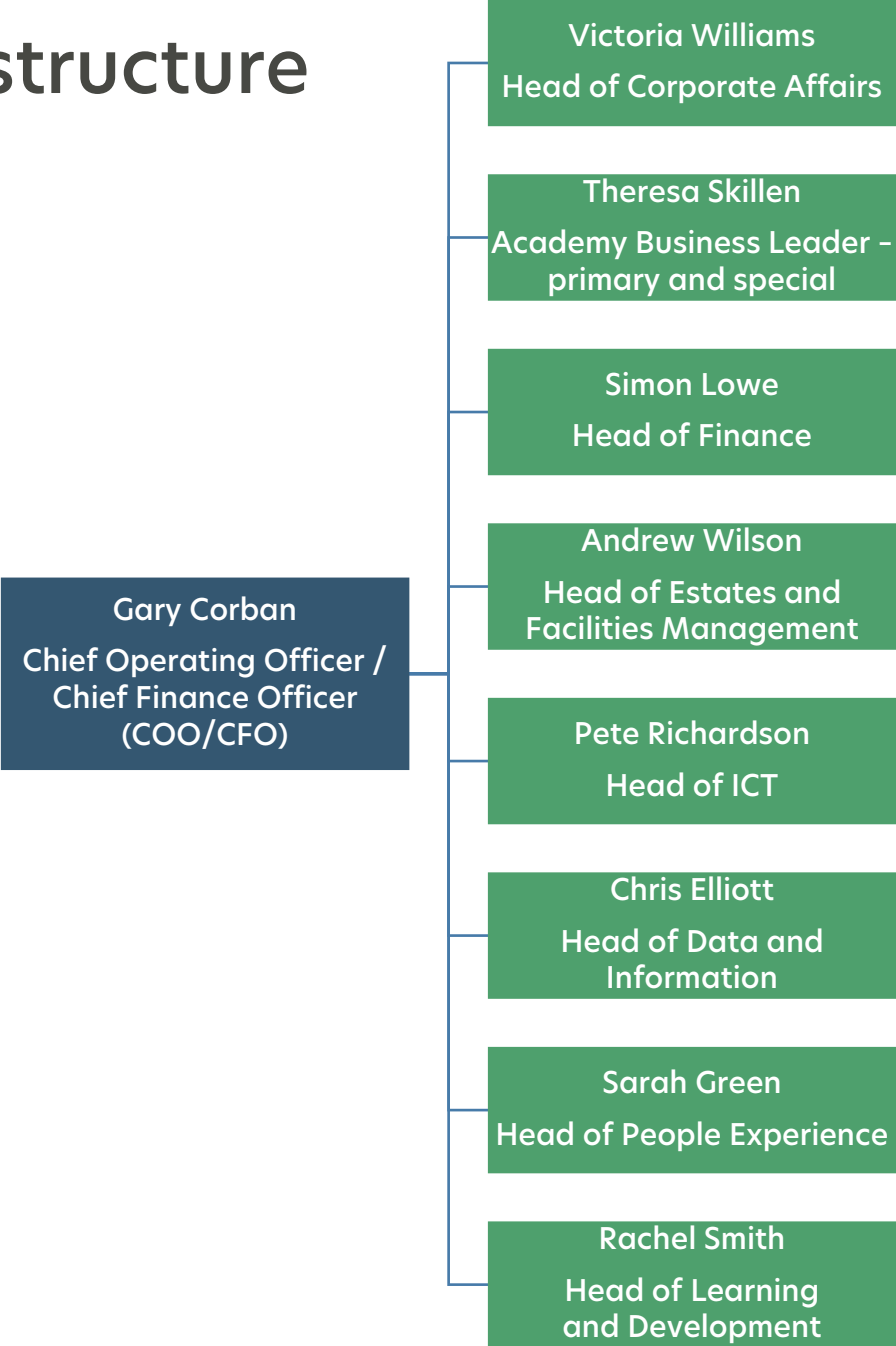 structure
Victoria Williams
Head of Corporate Affairs
Theresa Skillen
Academy Business Leader –
primary and special
Simon Lowe
Head of Finance
Andrew Wilson
Head of Estates and
Facilities Management
Gary Corban
Chief Operating Officer /
Chief Finance Officer
(COO/CFO)
Pete Richardson
Head of ICT
Chris Elliott
Head of Data and
Information
Sarah Green
Head of People Experience
Rachel Smith
Head of Learning
and Development